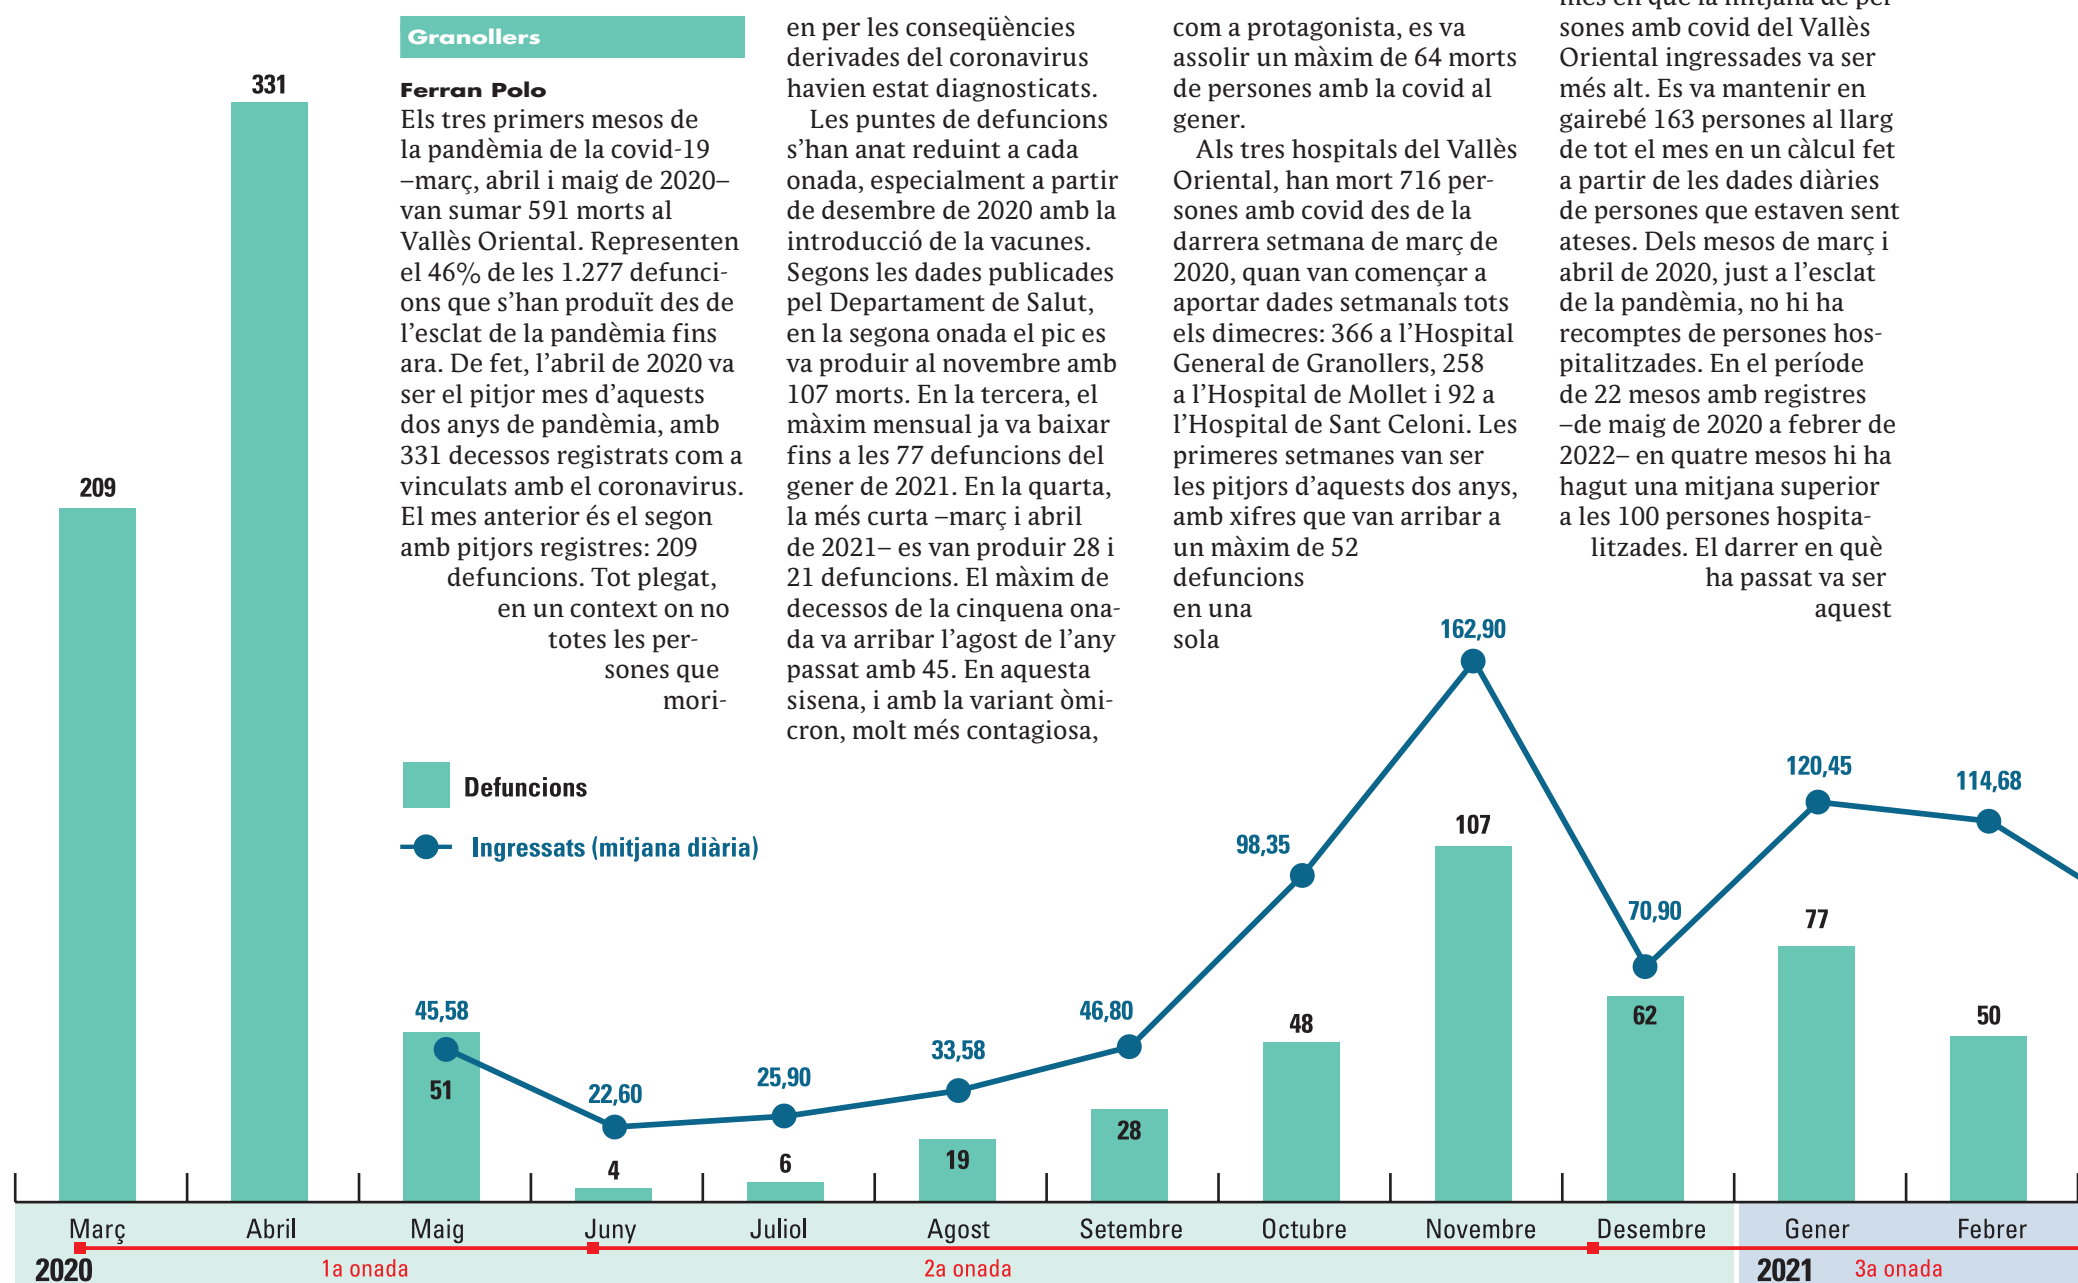 Granollers
Ferran Polo
Els tres primers mesos de
la pandèmia de la covid-19
–març, abril i maig de 2020–
van sumar 591 morts al
Vallès Oriental. Representen
el 46% de les 1.277 defunci-
ons que s’han produït des de
l’esclat de la pandèmia fins
ara. De fet, l’abril de 2020 va
ser el pitjor mes d’aquests
dos anys de pandèmia, amb
331 decessos registrats com a
vinculats amb el coronavirus.
El mes anterior és el segon
amb pitjors registres: 209
defuncions. Tot plegat,
en un context on no
totes les per-
sones que
mori-
en per les conseqüències
derivades del coronavirus
havien estat diagnosticats.
Les puntes de defuncions
s’han anat reduint a cada
onada, especialment a partir
de desembre de 2020 amb la
introducció de la vacunes.
Segons les dades publicades
pel Departament de Salut,
en la segona onada el pic es
va produir al novembre amb
107 morts. En la tercera, el
màxim mensual ja va baixar
fins a les 77 defuncions del
gener de 2021. En la quarta,
la més curta –març i abril
de 2021– es van produir 28 i
21 defuncions. El màxim de
decessos de la cinquena ona-
da va arribar l’agost de l’any
passat amb 45. En aquesta
sisena, i amb la variant òmi-
cron, molt més contagiosa,
com a protagonista, es va
assolir un màxim de 64 morts
de persones amb la covid al
gener.
Als tres hospitals del Vallès
Oriental, han mort 716 per-
sones amb covid des de la
darrera setmana de març de
2020, quan van començar a
aportar dades setmanals tots
els dimecres: 366 a l’Hospital
General de Granollers, 258
a l’Hospital de Mollet i 92 a
l’Hospital de Sant Celoni. Les
primeres setmanes van ser
les pitjors d’aquests dos anys,
amb xifres que van arribar a
un màxim de 52
defuncions
en una
sola
mes en què la mitjana de per-
sones amb covid del Vallès
Oriental ingressades va ser
més alt. Es va mantenir en
gairebé 163 persones al llarg
de tot el mes en un càlcul fet
a partir de les dades diàries
de persones que estaven sent
ateses. Dels mesos de març i
abril de 2020, just a l’esclat
de la pandèmia, no hi ha
recomptes de persones hos-
pitalitzades. En el període
de 22 mesos amb registres
–de maig de 2020 a febrer de
2022– en quatre mesos hi ha
hagut una mitjana superior
a les 100 persones hospita-
litzades. El darrer en què
ha passat va ser
aquest
Defuncions
Ingressats (mitjana diària)
209
331
45,58
51
22,60
4
25,90
6
33,58
19
46,80
28
98,35
48
162,90
107
70,90
62
120,45
77
114,68
50
Març Abril Maig Juny Juliol Agost Setembre Octubre Novembre Desembre Gener Febrer
2020 1a onada 2a onada 2021 3a onada